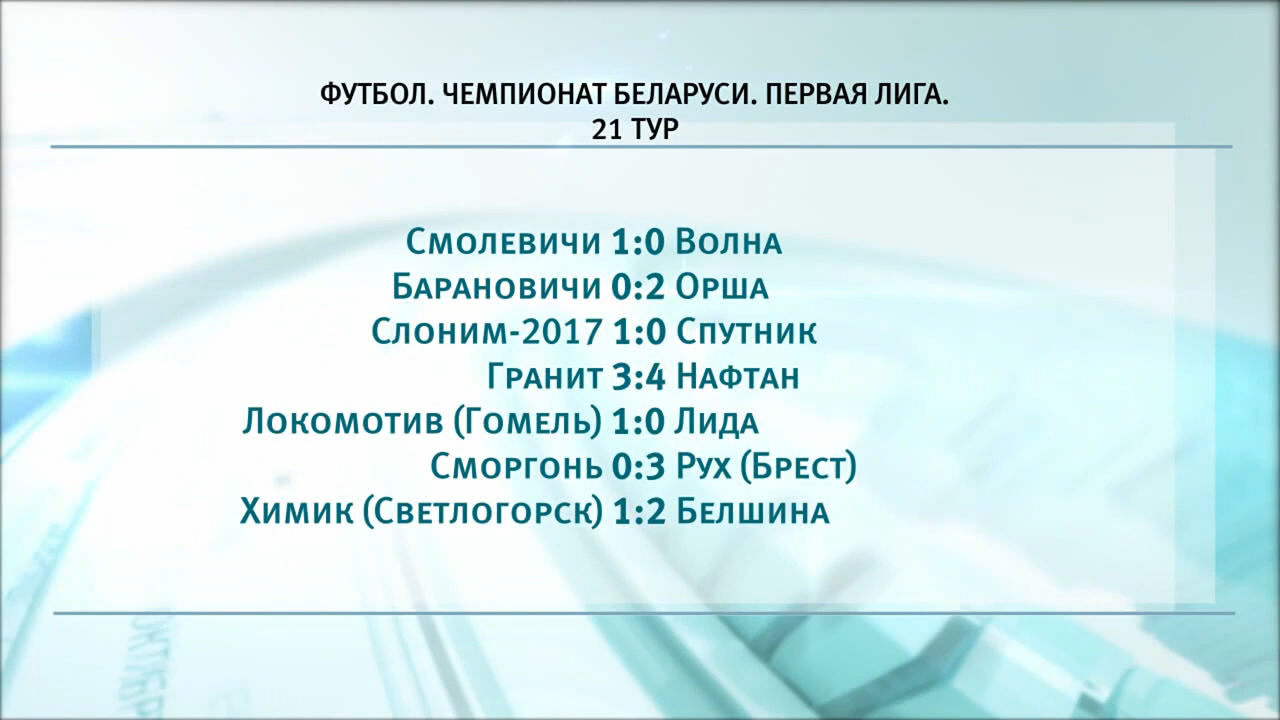 ФУТБОЛ. ЧЕМПИОНАТ БЕЛАРУСИ. ПЕРВАЯ ЛИГА.
21 ТУР
Смолевичи 1:0 Волна
Барановичи 0:2 Орша
Слоним-2017 1:0 Спутник
Гранит 3:4 Нафтан
Локомотив (Гомель) 1:0 Лида
Сморгонь 0:3 Рух (Брест)
Химик (Светлогорск) 1:2 Белшина